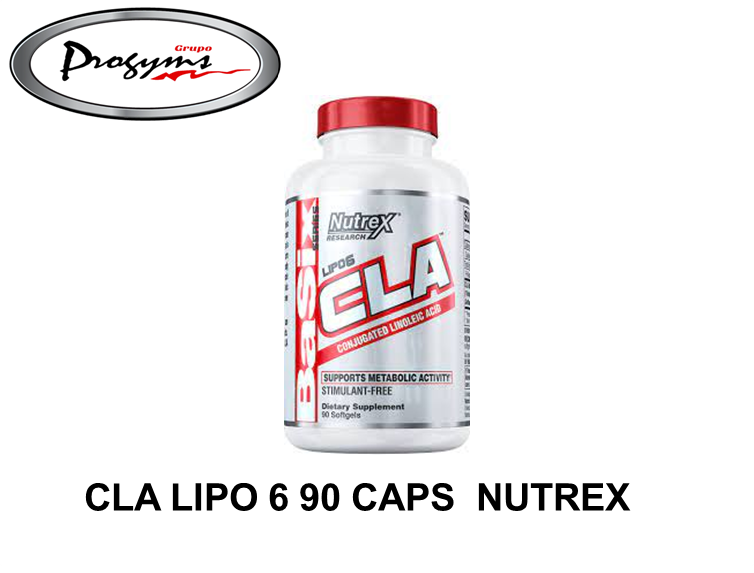 Grupo
Progyms
Nutrex
RESEARCH
BasiX
SERIES
LIPO6
CLA
CONJUGATED LINOLEIC ACID
SUPPORTS METABOLIC ACTIVITY
STIMULANT-FREE
Dietary Supplement
90 Softgels
CLA LIPO 6 90 CAPS NUTREX